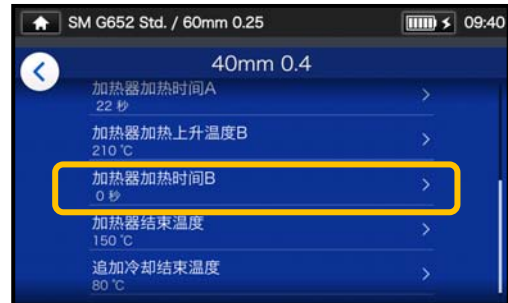 SM G652 Std. / 60mm 0.25 09:40
40mm 0.4
加热器加热时间A
22 秒
加热器加热上升温度B
210 ℃
加热器加热时间B
0 秒
加热器结束温度
150 ℃
追加冷却结束温度
80 ℃